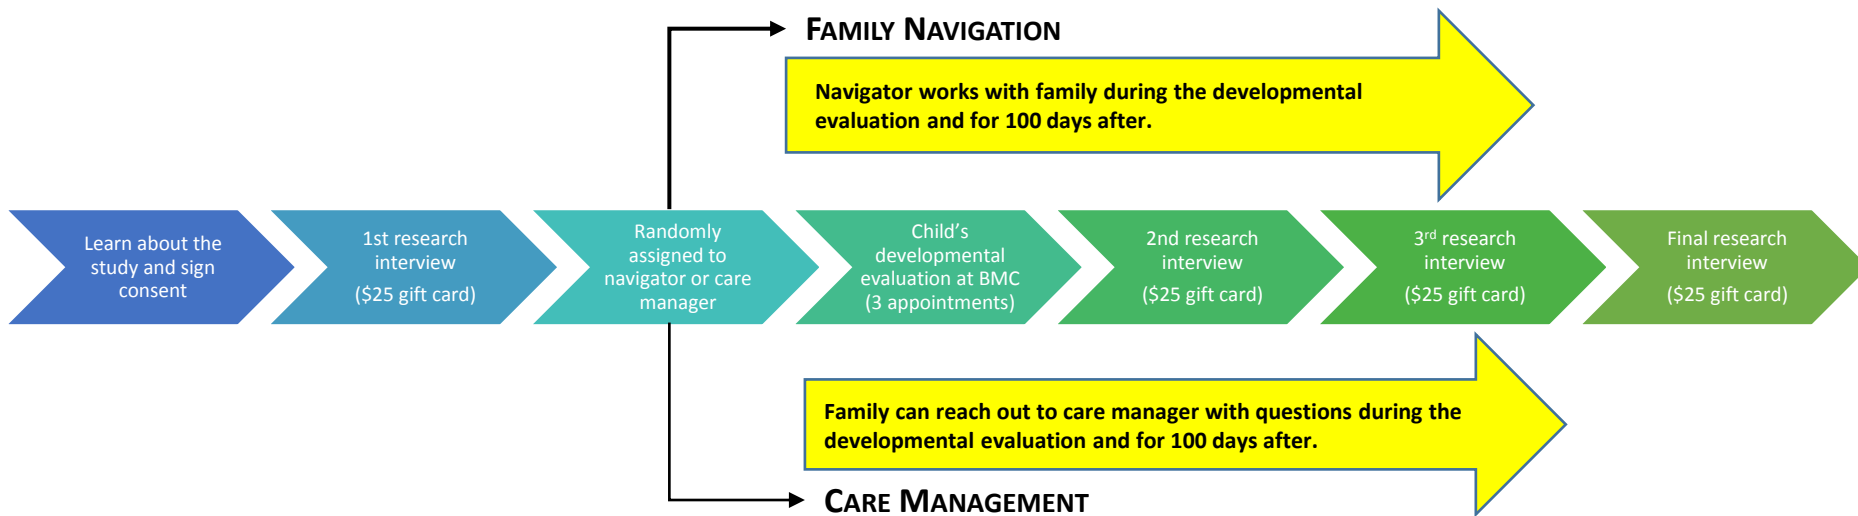 FAMILY NAVIGATION
Navigator works with family during the developmental
evaluation and for 100 days after.
Learn about the
study and sign
consent
1st research
interview
($25 gift card)
Randomly
assigned to
navigator or care
manager
Child's
developmental
evaluation at BMC
(3 appointments)
2nd research
interview
($25 gift card)
3rd research
interview
($25 gift card)
Final research
interview
($25 gift card)
Family can reach out to care manager with questions during the
developmental evaluation and for 100 days after.
CARE MANAGEMENT